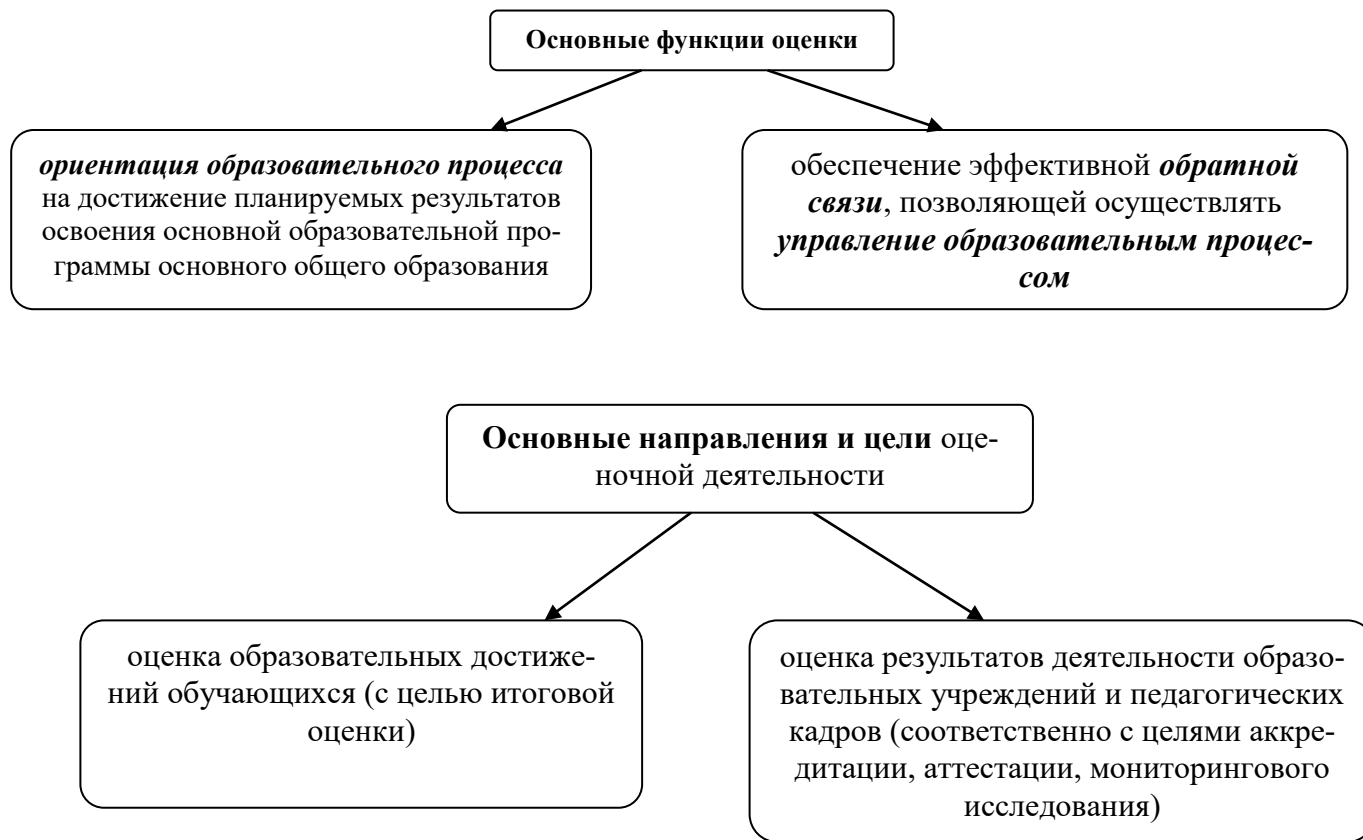 Основные функции оценки
ориентация образовательного процесса
на достижение планируемых результатов
освоения основной образовательной про-
граммы основного общего образования
обеспечение эффективной обратной
связи, позволяющей осуществлять
управление образовательным процес-
сом
Основные направления и цели оце-
ночной деятельности
оценка образовательных достиже-
ний обучающихся (с целью итоговой
оценки)
оценка результатов деятельности образо-
вательных учреждений и педагогических
кадров (соответственно с целями аккре-
дитации, аттестации, мониторингового
исследования)